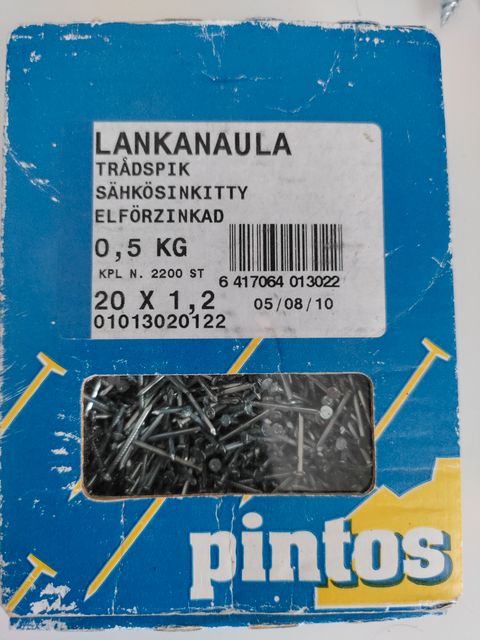 LANKANAULA
TRÅDSPIK
SÄHKÖSINKITTY
ELFÖRZINKAD
0,5 KG
KPL N. 2200 ST
6 417064 013022
20 X 1,2
05/08/10
01013020122
pintos